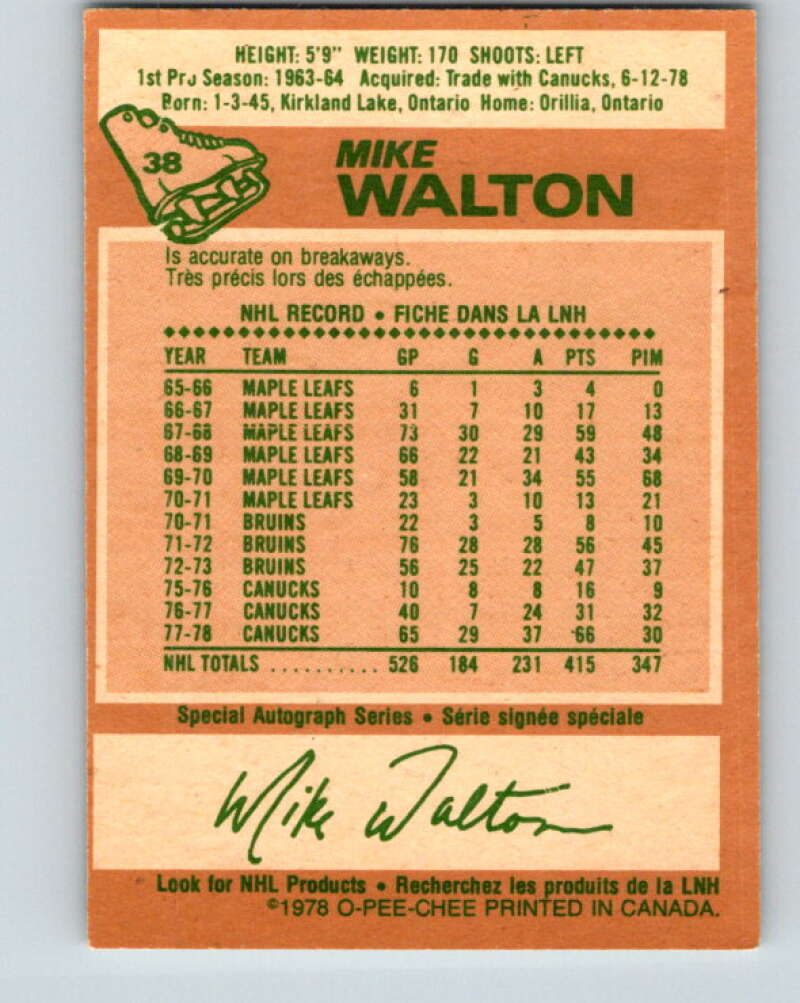 HEIGHT: 5'9" WEIGHT: 170 SHOOTS: LEFT
1st Pro Season: 1963-64 Acquired: Trade with Canucks, 6-12-78
Born: 1-3-45, Kirkland Lake, Ontario Home: Orillia, Ontario
38
MIKE
WALTON
Is accurate on breakaways.
Très précis lors des échappées.
NHL RECORD • FICHE DANS LA LNH
YEAR TEAM GP G A PTS PIM
65-66 MAPLE LEAFS 6 1 3 4 0
66-67 MAPLE LEAFS 31 7 10 17 13
67-68 MAPLE LEAFS 73 30 29 59 48
68-69 MAPLE LEAFS 66 22 21 43 34
69-70 MAPLE LEAFS 58 21 34 55 68
70-71 MAPLE LEAFS 23 3 10 13 21
70-71 BRUINS 22 3 5 8 10
71-72 BRUINS 76 28 28 56 45
72-73 BRUINS 56 25 22 47 37
75-76 CANUCKS 10 8 8 16 9
76-77 CANUCKS 40 7 24 31 32
77-78 CANUCKS 65 29 37 66 30
NHL TOTALS .......... 526 184 231 415 347
Special Autograph Series • Série signée spéciale
Mike Walton
Look for NHL Products • Recherchez les produits de la LNH
©1978 O-PEE-CHEE PRINTED IN CANADA.